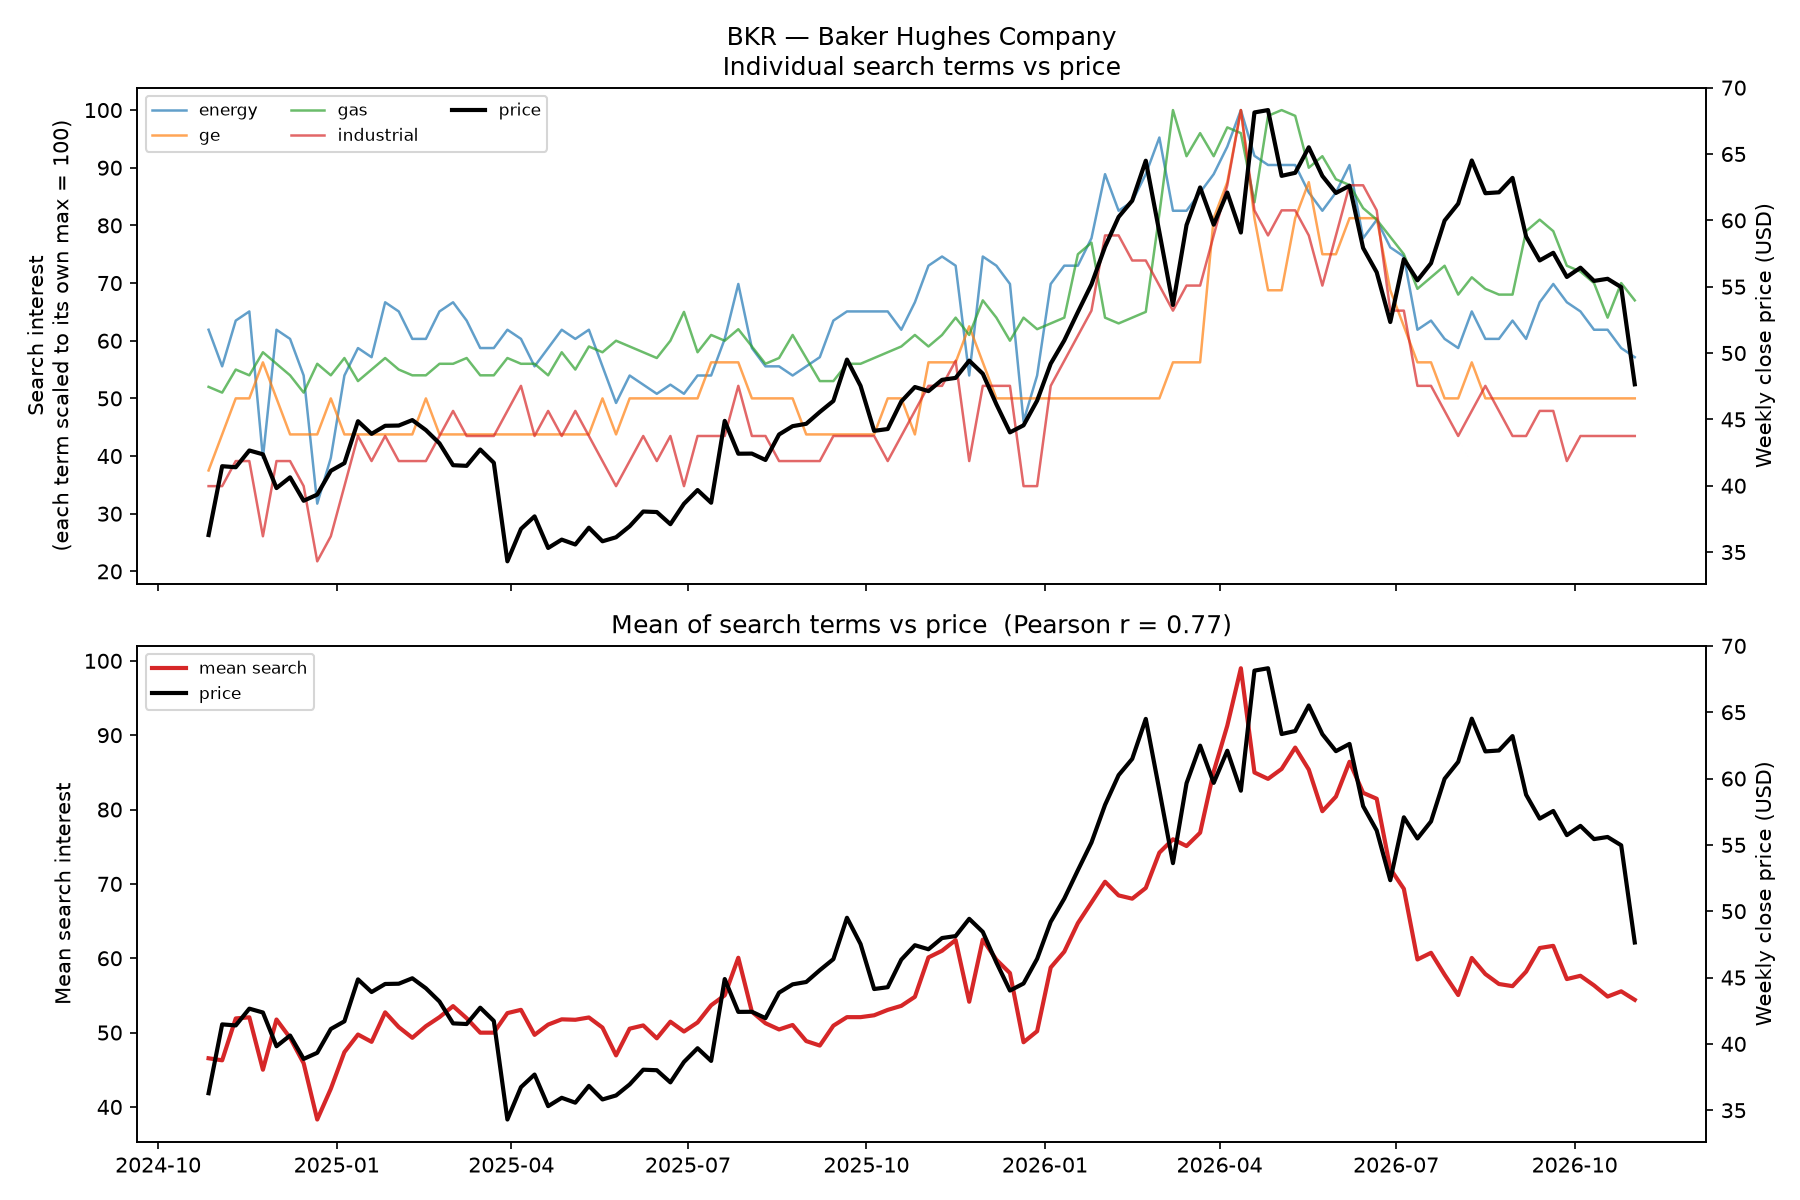 BKR — Baker Hughes Company
Individual search terms vs price
energy
ge
gas
industrial
price
Search interest
(each term scaled to its own max = 100)
100
90
80
70
60
50
40
30
20
Weekly close price (USD)
70
65
60
55
50
45
40
35
Mean of search terms vs price (Pearson r = 0.77)
mean search
price
Mean search interest
100
90
80
70
60
50
40
Weekly close price (USD)
70
65
60
55
50
45
40
35
2024-10
2025-01
2025-04
2025-07
2025-10
2026-01
2026-04
2026-07
2026-10